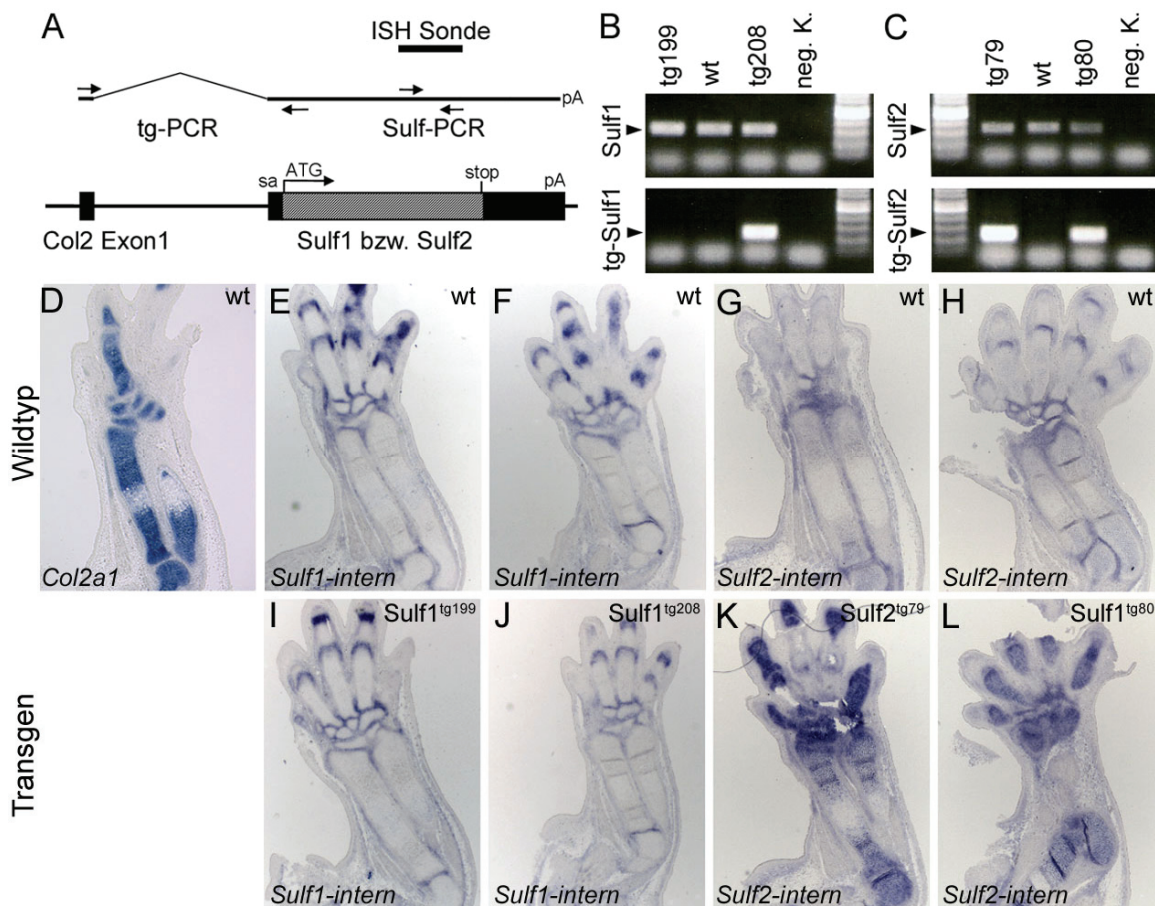 A
ISH Sonde
pA
tg-PCR
Sulf-PCR
sa
ATG
stop
pA
Col2 Exon1
Sulf1 bzw. Sulf2
B
tg199
wt
tg208
neg. K.
Sulf1
tg-Sulf1
C
tg79
wt
tg80
neg. K.
Sulf2
tg-Sulf2
Wildtyp
D
wt
Col2a1
E
wt
Sulf1-intern
F
wt
Sulf1-intern
G
wt
Sulf2-intern
H
wt
Sulf2-intern
Transgen
I
Sulf1tg199
Sulf1-intern
J
Sulf1tg208
Sulf1-intern
K
Sulf2tg79
Sulf2-intern
L
Sulf1tg80
Sulf2-intern